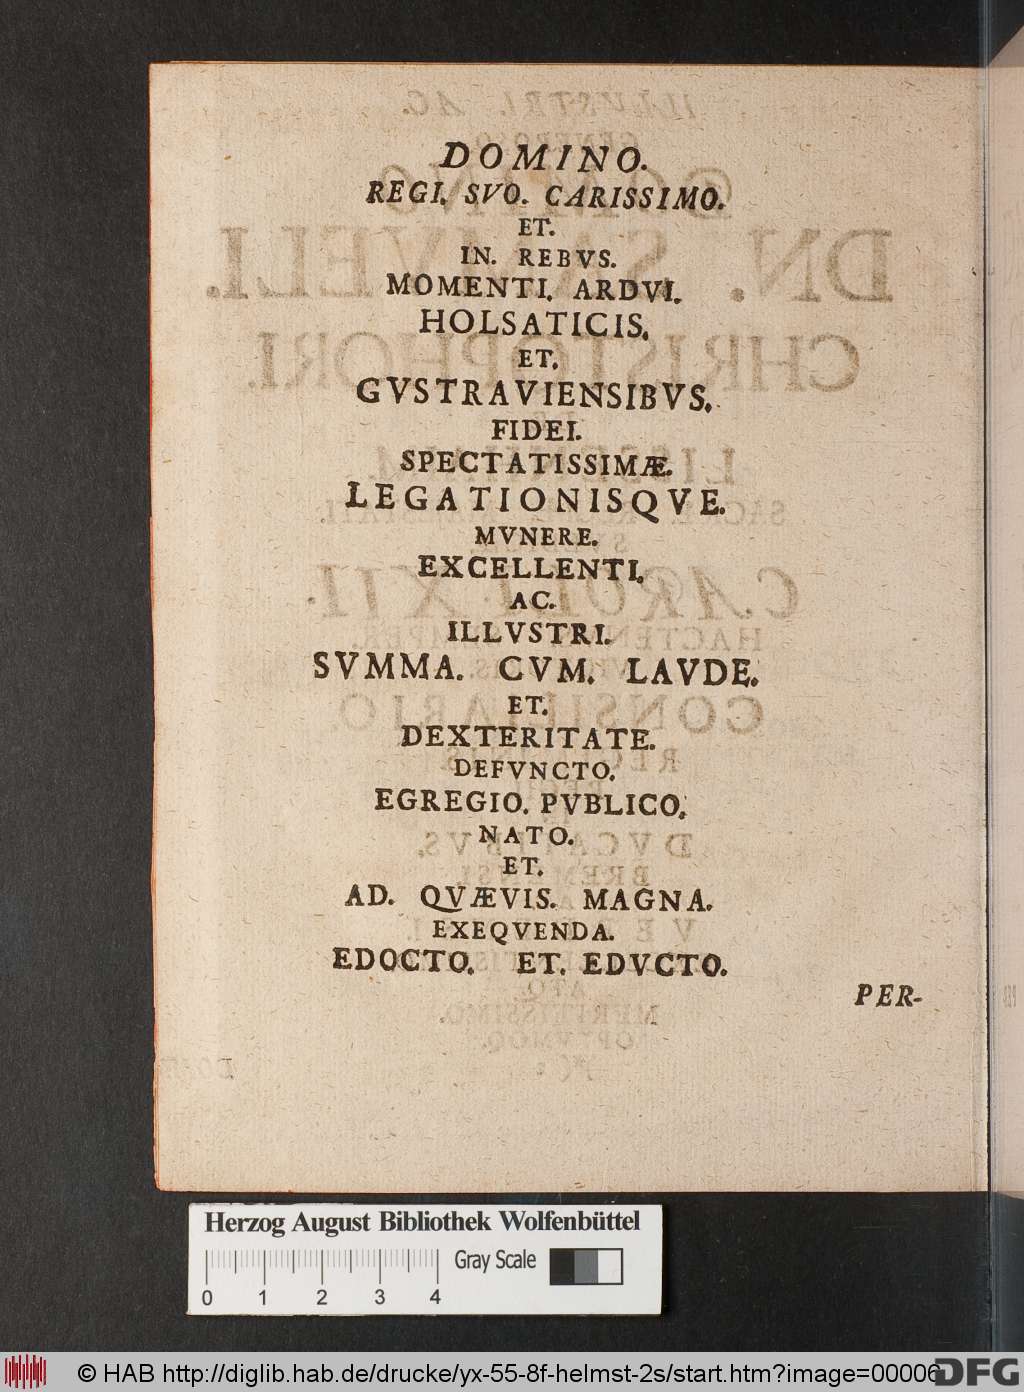 DOMINO.
REGI. SVO. CARISSIMO.
ET.
IN. REBVS.
MOMENTI. ARDVI.
HOLSATICIS.
ET.
GVSTRAVIENSIBVS.
FIDEI.
SPECTATISSIMÆ.
LEGATIONISQVE.
MVNERE.
EXCELLENTI.
AC.
ILLVSTRI.
SVMMA. CVM. LAVDE.
ET.
DEXTERITATE.
DEFVNCTO.
EGREGIO. PVBLICO.
NATO.
ET.
AD. QVÆVIS. MAGNA.
EXEQVENDA.
EDOCTO. ET. EDVCTO.
PER-
Herzog August Bibliothek Wolfenbüttel
Gray Scale
0 1 2 3 4
© HAB http://diglib.hab.de/drucke/yx-55-8f-helmst-2s/start.htm?image=00006
DFG